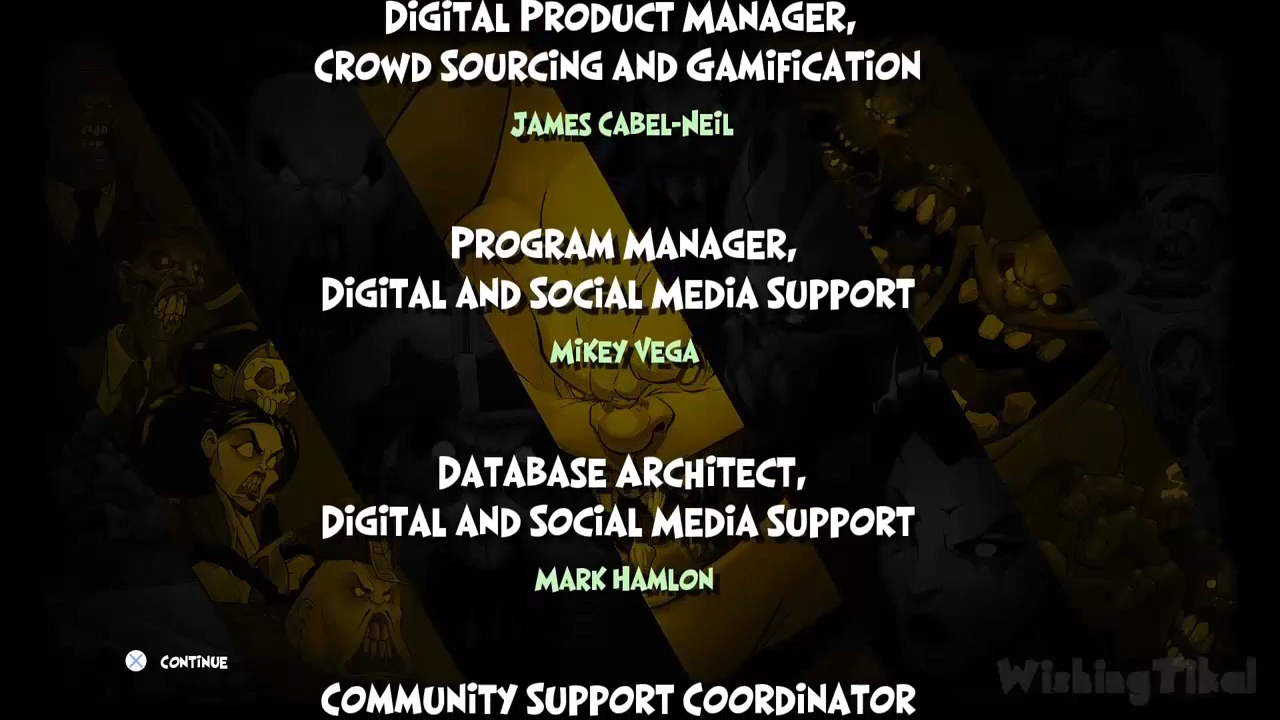 Digital Product Manager,
Crowd Sourcing and Gamification
James Cabel-Neil
Program Manager,
Digital and Social Media Support
Mikey Vega
Database Architect,
Digital and Social Media Support
Mark Hamlon
Continue
WishingTikal
Community Support Coordinator